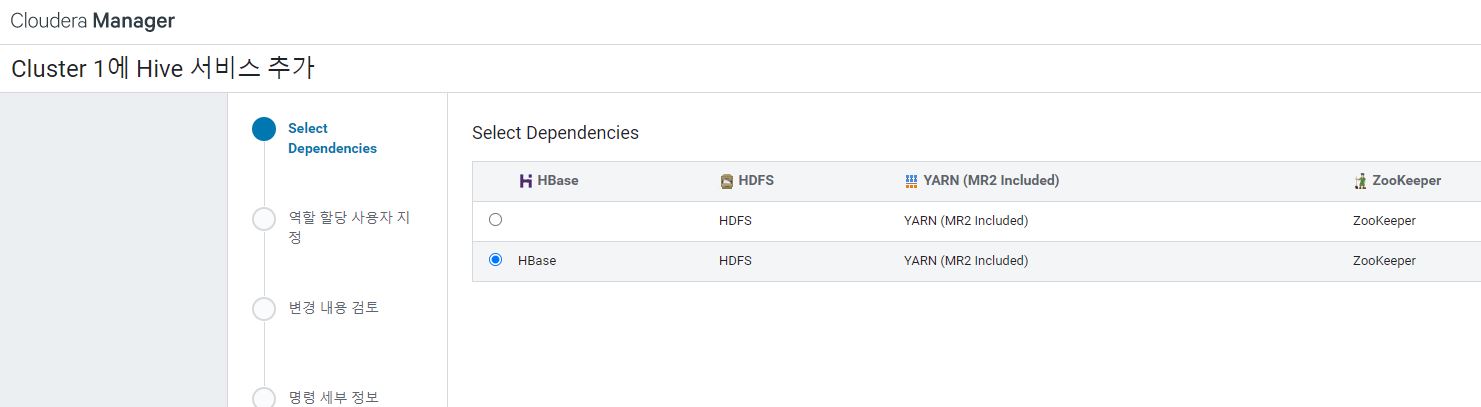 Cloudera Manager
Cluster 1에 Hive 서비스 추가
Select
Dependencies
역할 할당 사용자 지
정
변경 내용 검토
명령 세부 정보
Select Dependencies
HBase HDFS YARN (MR2 Included) ZooKeeper
HDFS YARN (MR2 Included) ZooKeeper
HBase HDFS YARN (MR2 Included) ZooKeeper